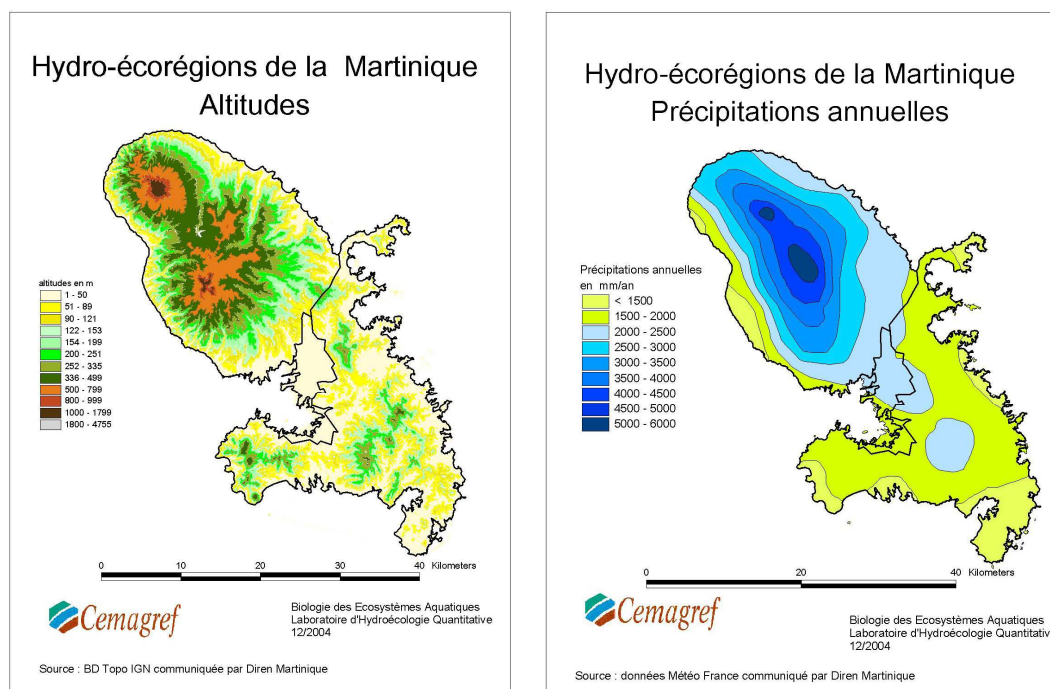 Hydro-écorégions de la Martinique
Altitudes
altitudes en m
1 - 50
51 - 89
90 - 121
122 - 153
154 - 199
200 - 251
252 - 335
336 - 499
500 - 799
800 - 999
1000 - 1799
1800 - 4755
0 10 20 30 40 Kilometers
Cemagref
Biologie des Ecosystèmes Aquatiques
Laboratoire d'Hydroécologie Quantitative
12/2004
Source : BD Topo IGN communiquée par Diren Martinique
Hydro-écorégions de la Martinique
Précipitations annuelles
Précipitations annuelles
en mm/an
< 1500
1500 - 2000
2000 - 2500
2500 - 3000
3000 - 3500
3500 - 4000
4000 - 4500
4500 - 5000
5000 - 6000
0 20 40 Kilometers
Cemagref
Biologie des Ecosystèmes Aquatiques
Laboratoire d'Hydroécologie Quantitative
12/2004
Source : données Météo France communiqué par Diren Martinique